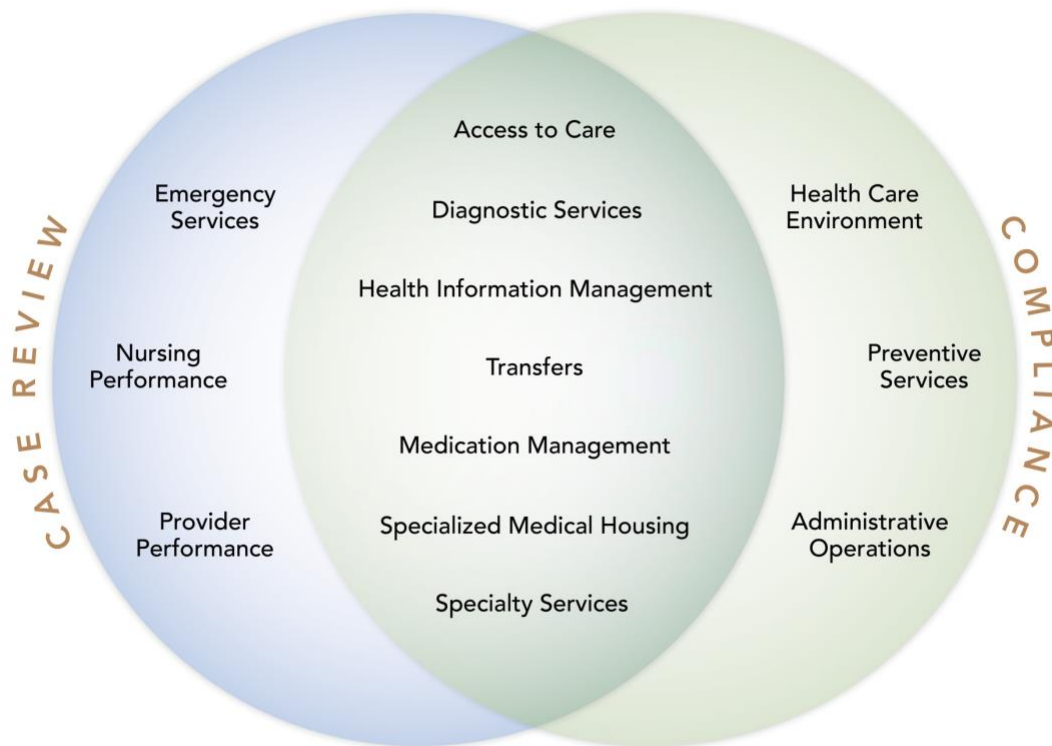 CASE REVIEW
Emergency
Services
Nursing
Performance
Provider
Performance
Access to Care
Diagnostic Services
Health Information Management
Transfers
Medication Management
Specialized Medical Housing
Specialty Services
Health Care
Environment
Preventive
Services
Administrative
Operations
COMPLIANCE